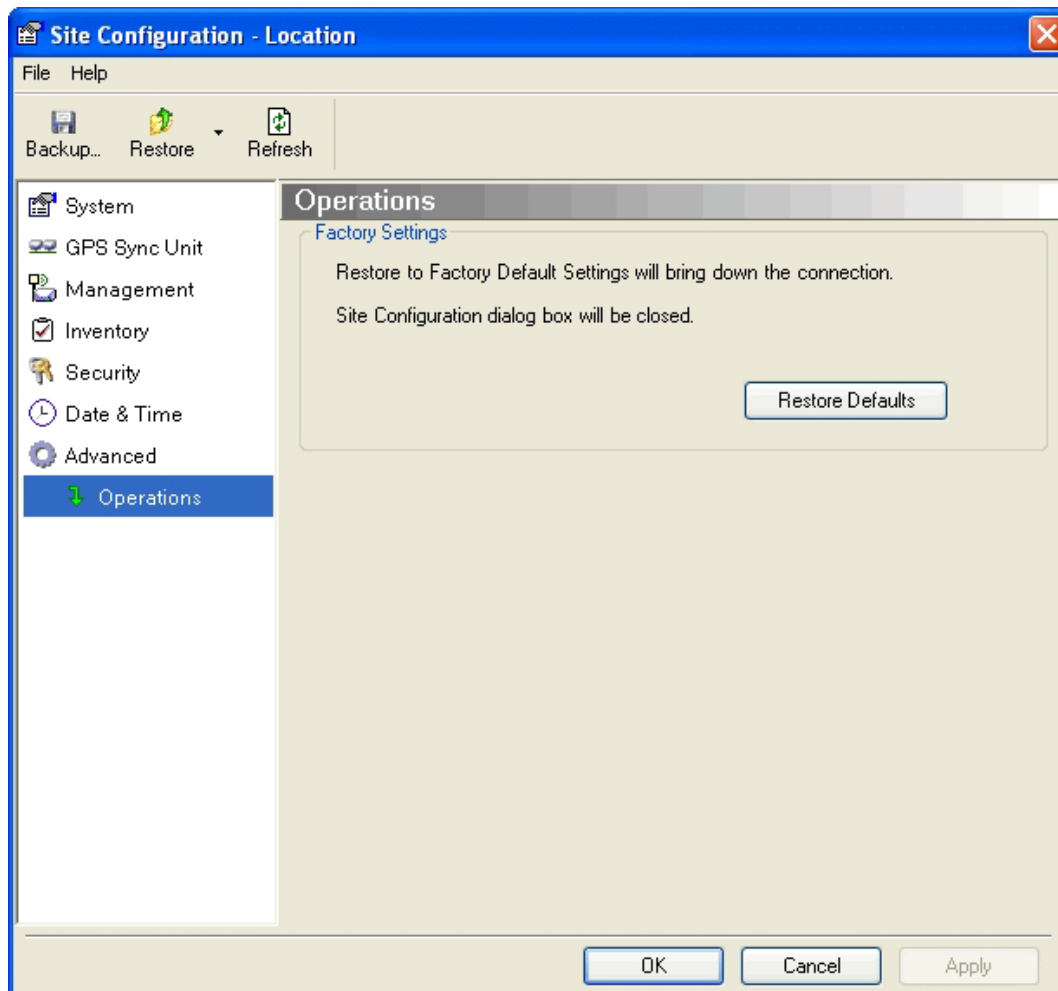 Site Configuration - Location
File Help
Backup... Restore Refresh
System
GPS Sync Unit
Management
Inventory
Security
Date & Time
Advanced
Operations
Operations
Factory Settings
Restore to Factory Default Settings will bring down the connection.
Site Configuration dialog box will be closed.
Restore Defaults
OK Cancel Apply